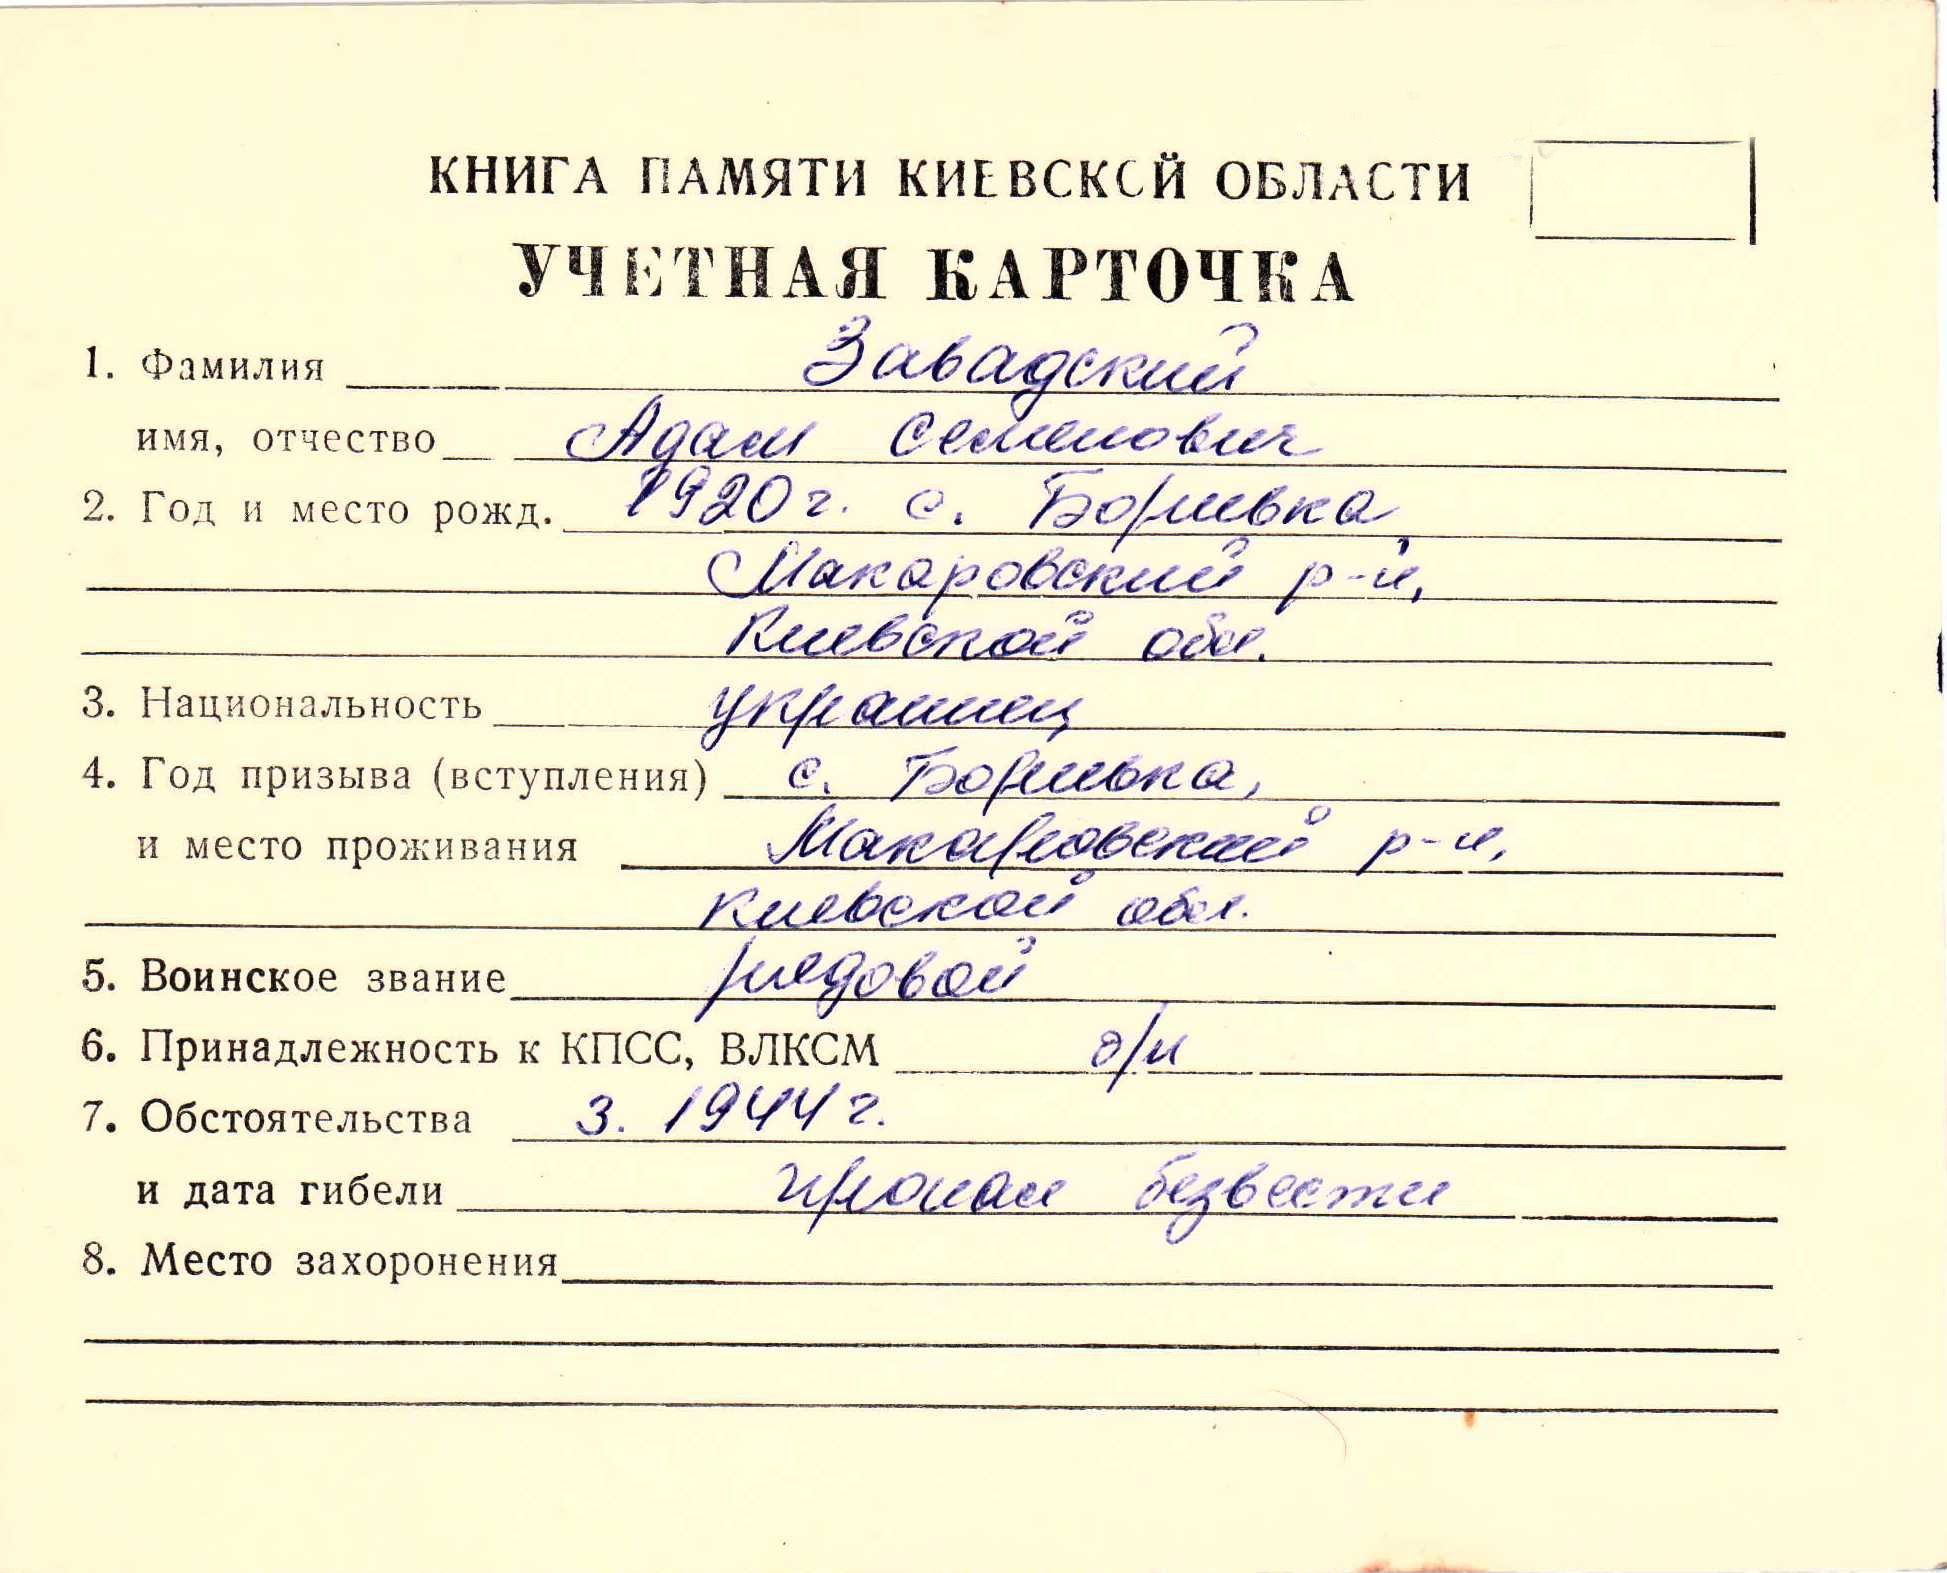 КНИГА ПАМЯТИ КИЕВСКОЙ ОБЛАСТИ
УЧЕТНАЯ КАРТОЧКА
1. Фамилия Завадский
имя, отчество Адам Семенович
2. Год и место рожд. 1920 г. с. Боривка
Макаровский р-н,
Киевской обл.
3. Национальность украинец
4. Год призыва (вступления) с. Боривка,
и место проживания Макаровский р-н,
Киевской обл.
5. Воинское звание рядовой
6. Принадлежность к КПСС, ВЛКСМ б/п
7. Обстоятельства 3. 1944 г.
и дата гибели пропал безвести
8. Место захоронения